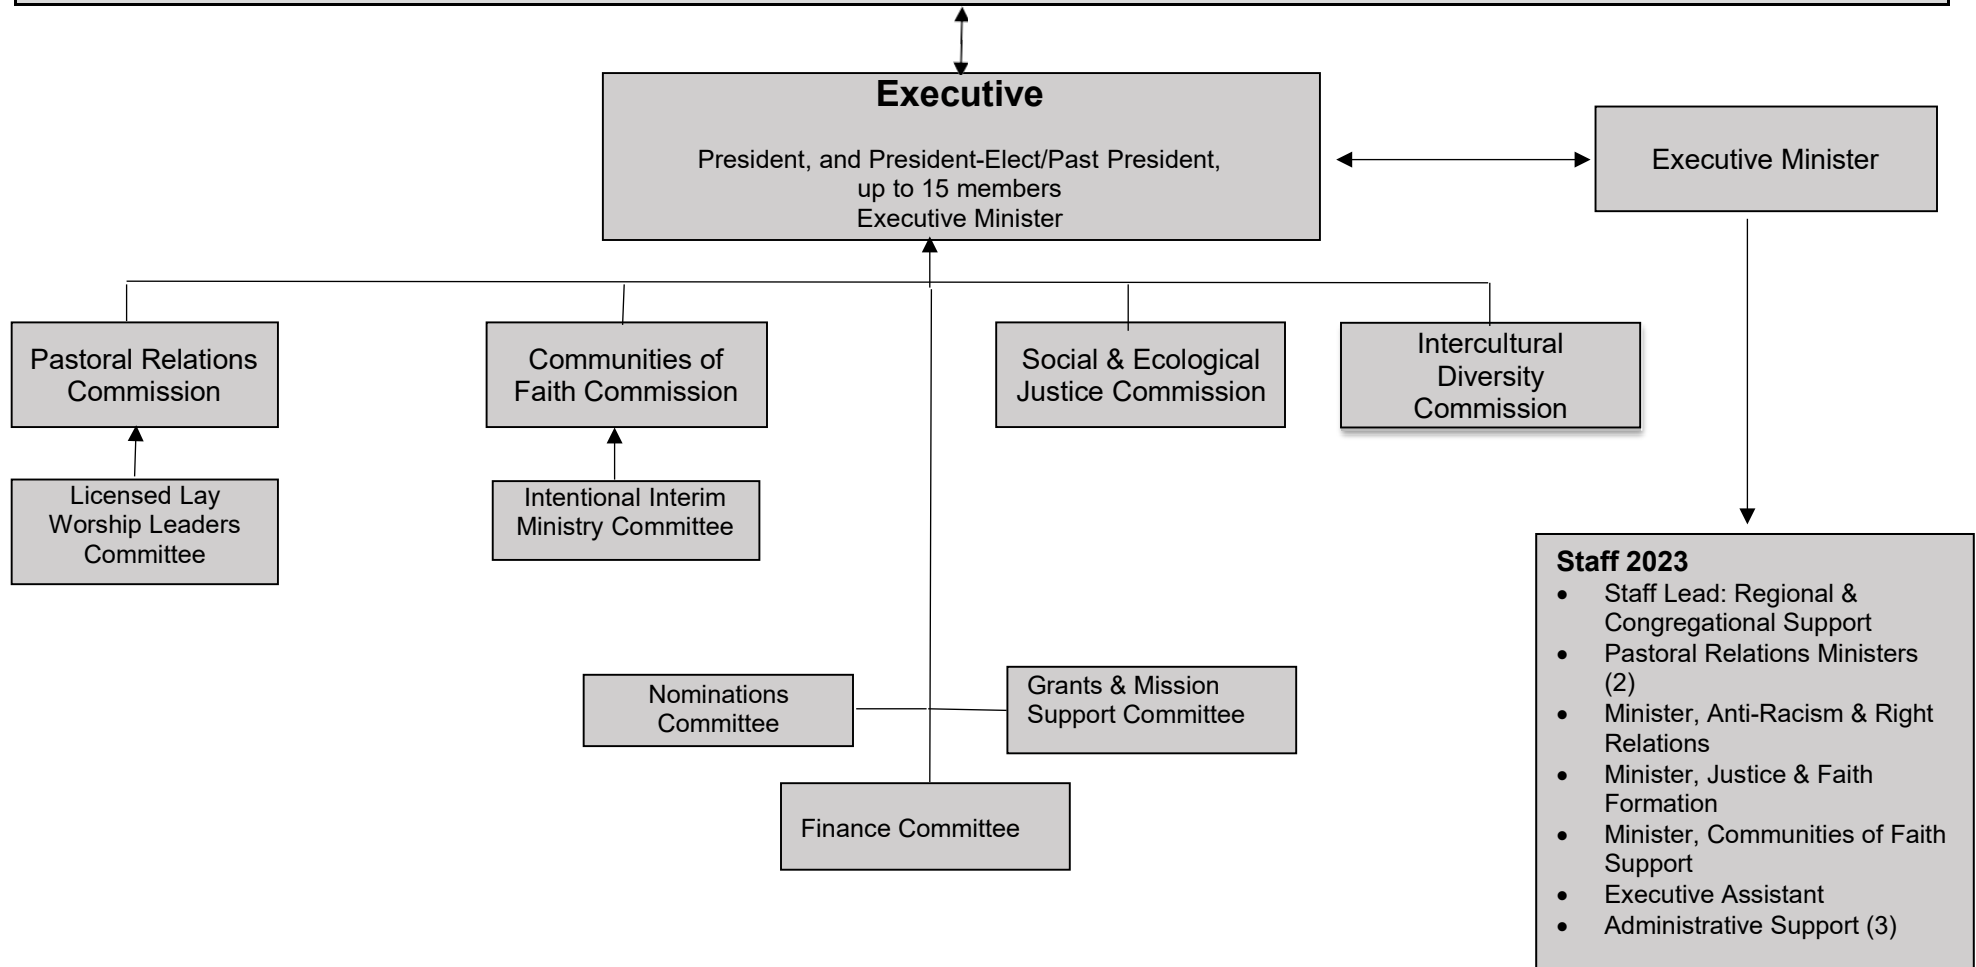 Executive
President, and President-Elect/Past President,
up to 15 members
Executive Minister
Executive Minister
Pastoral Relations
Commission
Communities of
Faith Commission
Social & Ecological
Justice Commission
Intercultural
Diversity
Commission
Licensed Lay
Worship Leaders
Committee
Intentional Interim
Ministry Committee
Nominations
Committee
Grants & Mission
Support Committee
Finance Committee
Staff 2023
• Staff Lead: Regional &
Congregational Support
• Pastoral Relations Ministers
(2)
• Minister, Anti-Racism & Right
Relations
• Minister, Justice & Faith
Formation
• Minister, Communities of Faith
Support
• Executive Assistant
• Administrative Support (3)